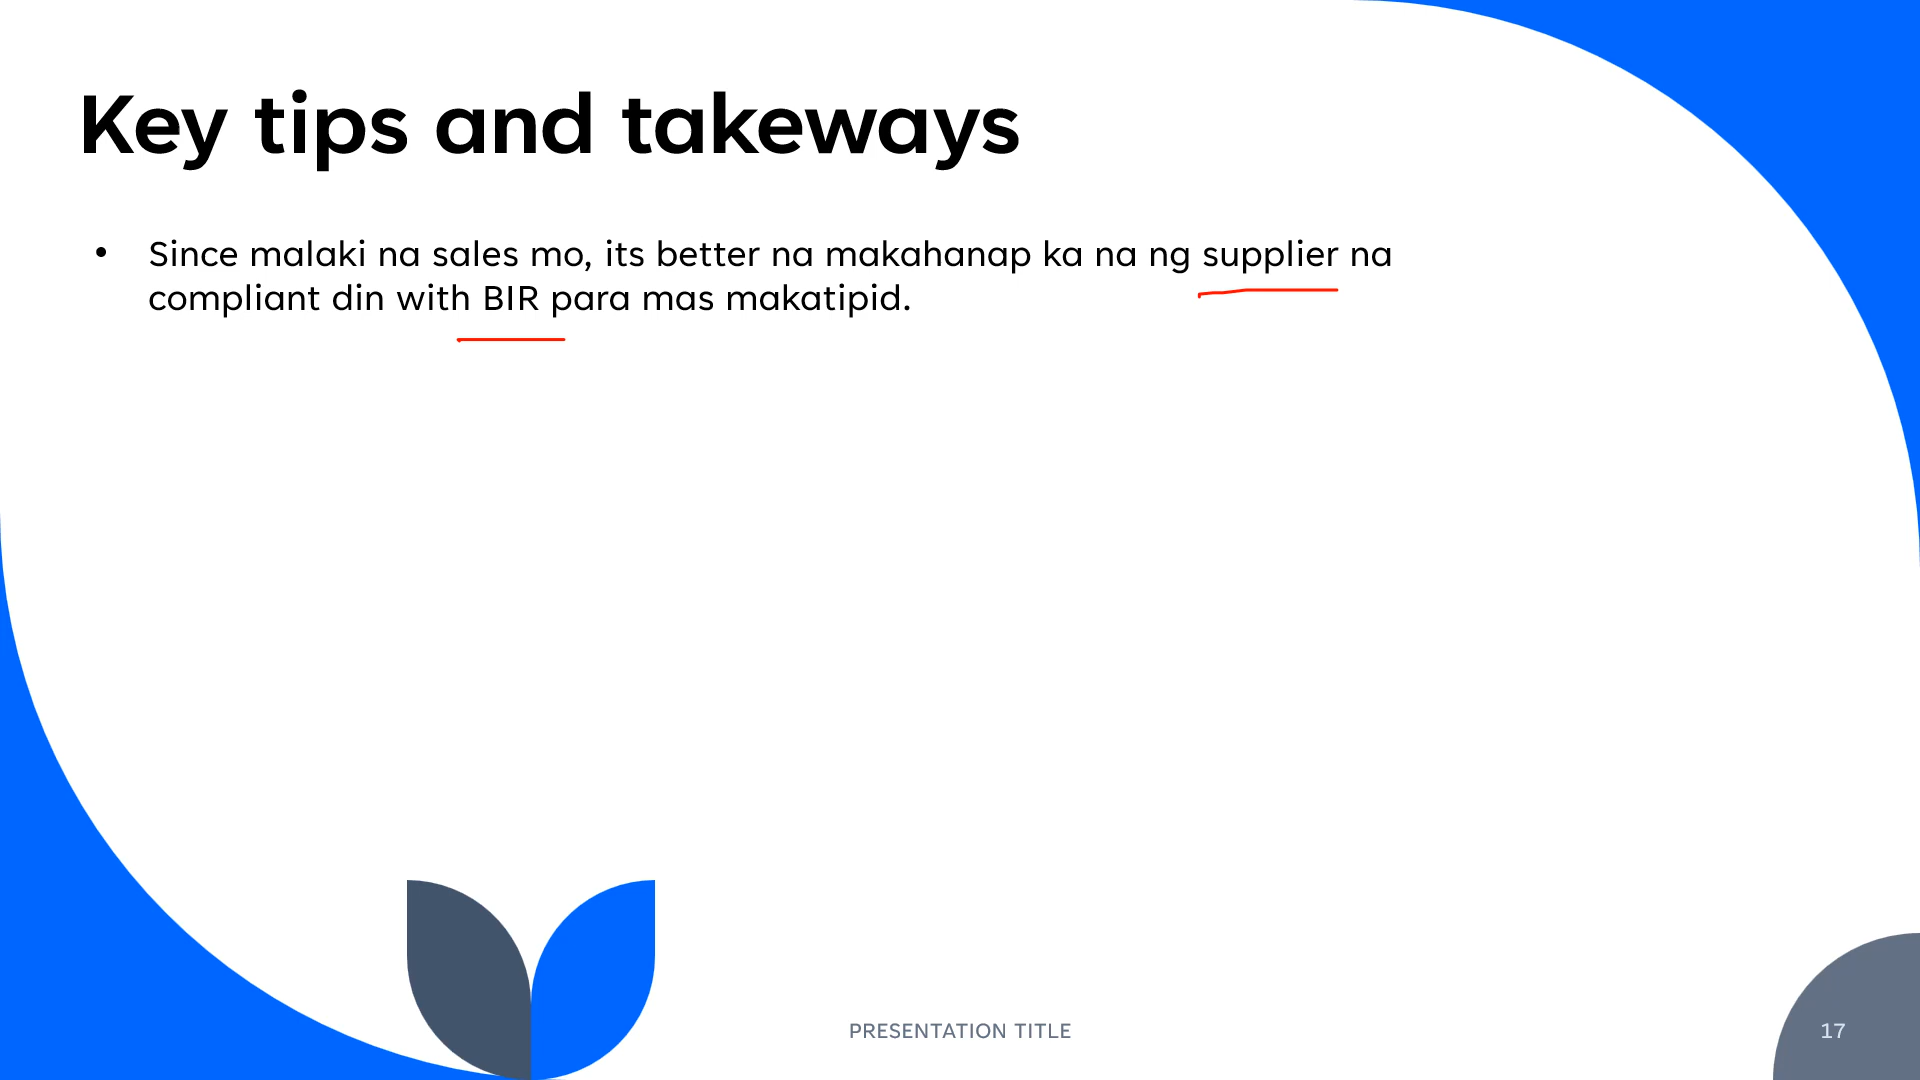 Key tips and takeways
• Since malaki na sales mo, its better na makahanap ka na ng supplier na
compliant din with BIR para mas makatipid.
PRESENTATION TITLE
17